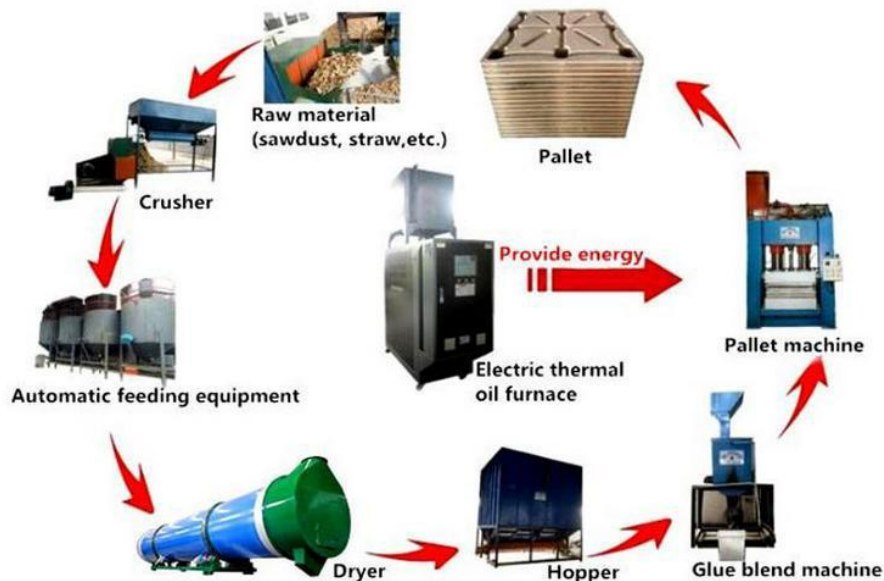 Raw material
(sawdust, straw,etc.)
Crusher
Automatic feeding equipment
Dryer
Hopper
Glue blend machine
Pallet machine
Pallet
Provide energy
Electric thermal
oil furnace